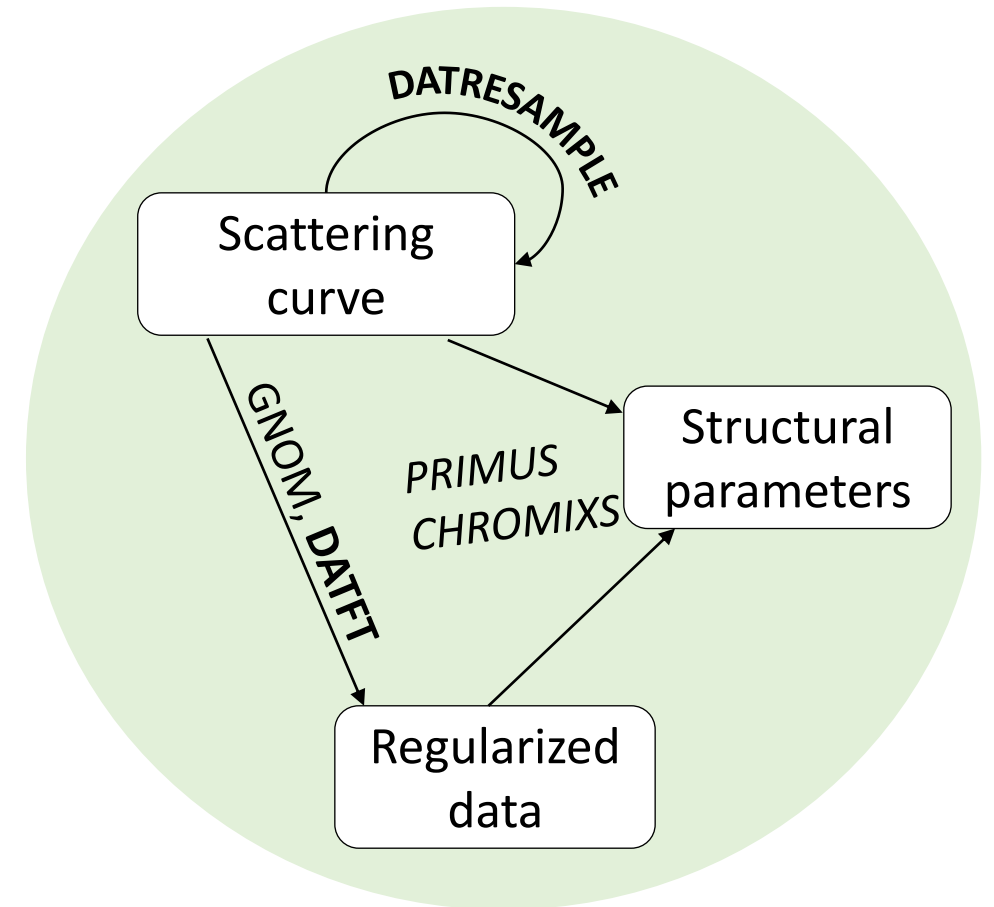 DATRESAMPLE
Scattering
curve
GNOM, DATFT
PRIMUS
CHROMIXS
Structural
parameters
Regularized
data